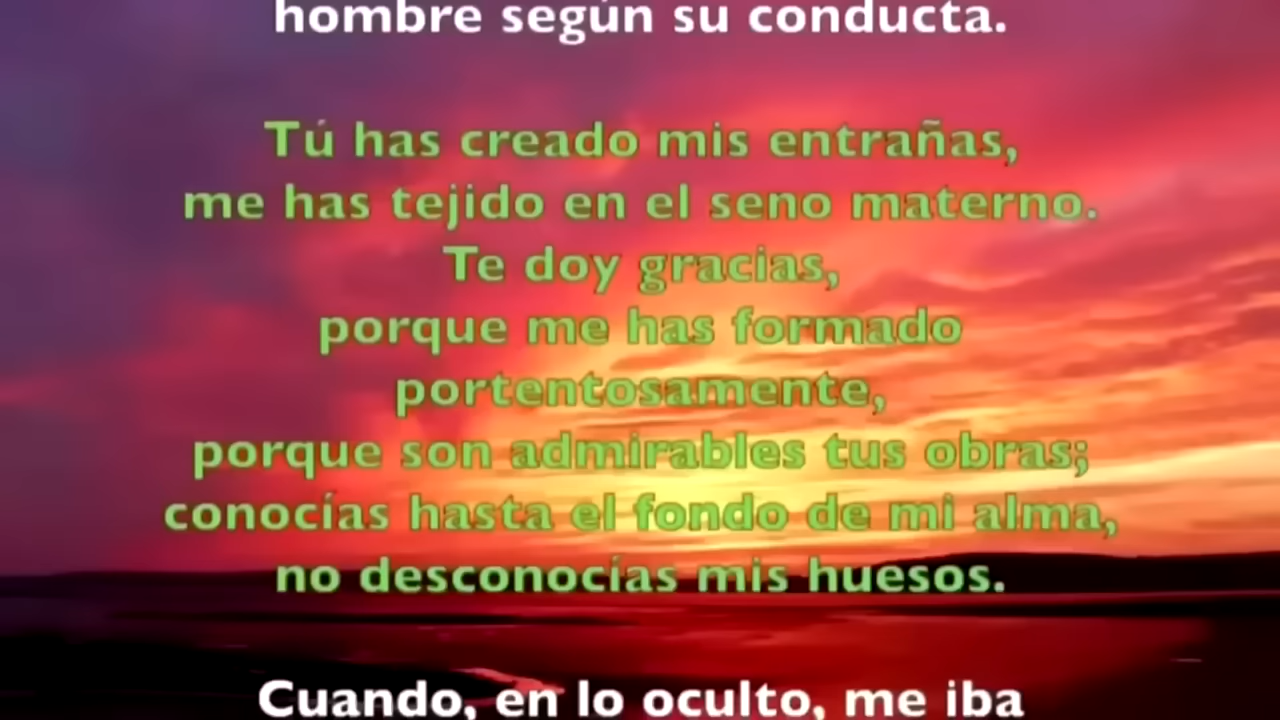 hombre según su conducta.
Tú has creado mis entrañas,
me has tejido en el seno materno.
Te doy gracias,
porque me has formado
portentosamente,
porque son admirables tus obras;
conocías hasta el fondo de mi alma,
no desconocías mis huesos.
Cuando, en lo oculto, me iba